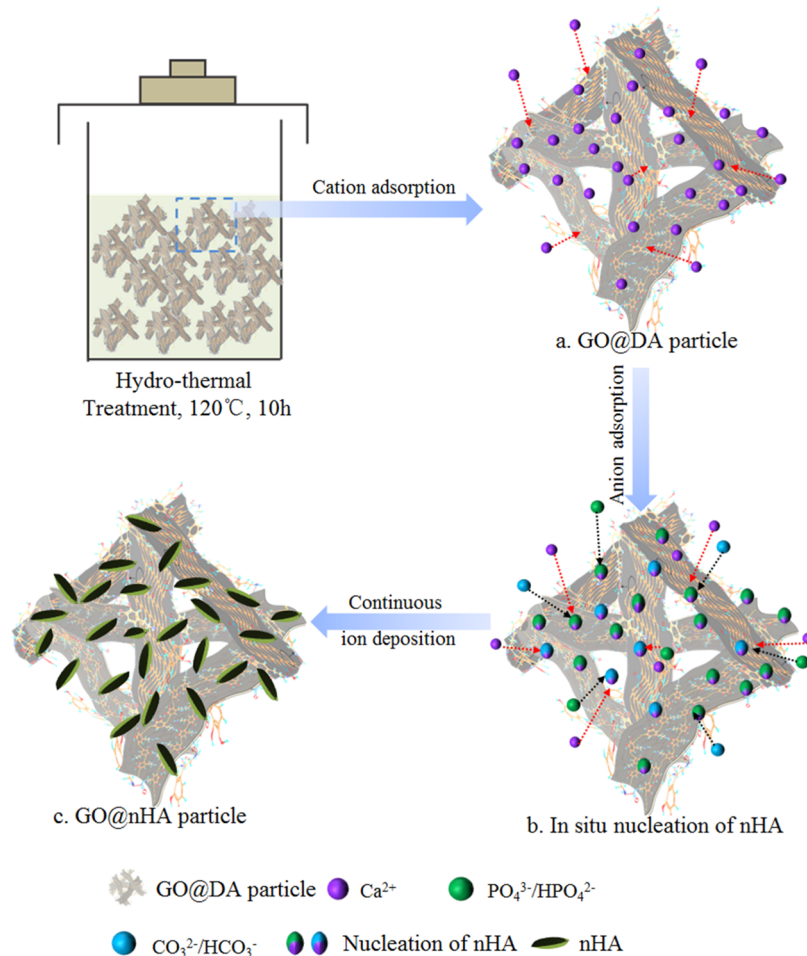 Cation adsorption
a. GO@DA particle
Hydro-thermal
Treatment, 120℃, 10h
Anion adsorption
Continuous
ion deposition
c. GO@nHA particle
b. In situ nucleation of nHA
GO@DA particle
Ca²⁺
PO₄³⁻/HPO₄²⁻
CO₃²⁻/HCO₃⁻
Nucleation of nHA
nHA